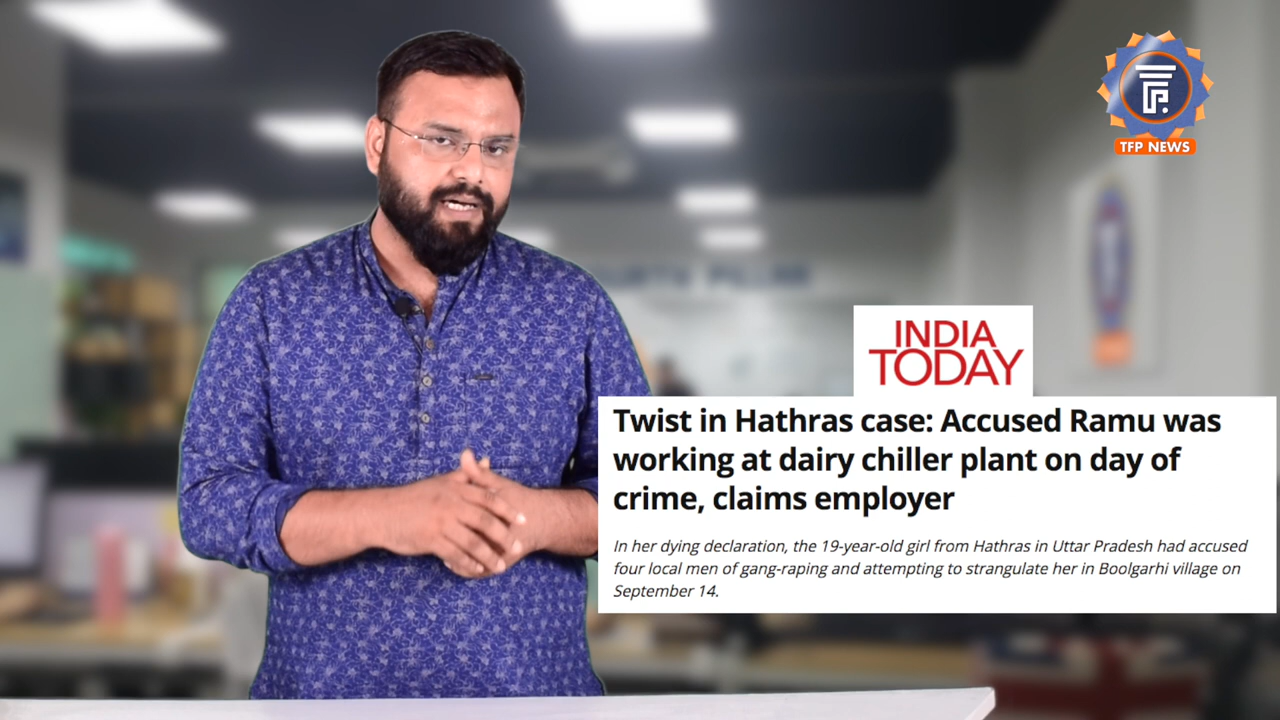 TFP NEWS
INDIA
TODAY
Twist in Hathras case: Accused Ramu was
working at dairy chiller plant on day of
crime, claims employer
In her dying declaration, the 19-year-old girl from Hathras in Uttar Pradesh had accused
four local men of gang-raping and attempting to strangulate her in Boolgarhi village on
September 14.